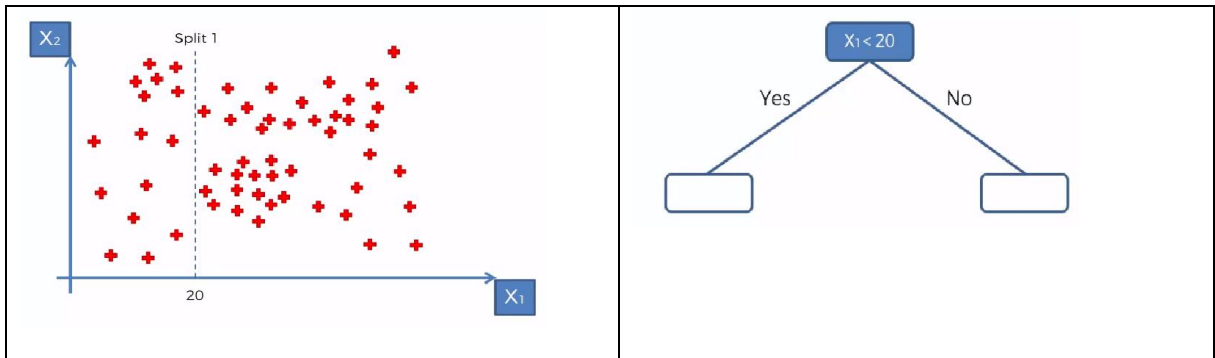 X₂
Split 1
20
X₁
X₁ < 20
Yes
No